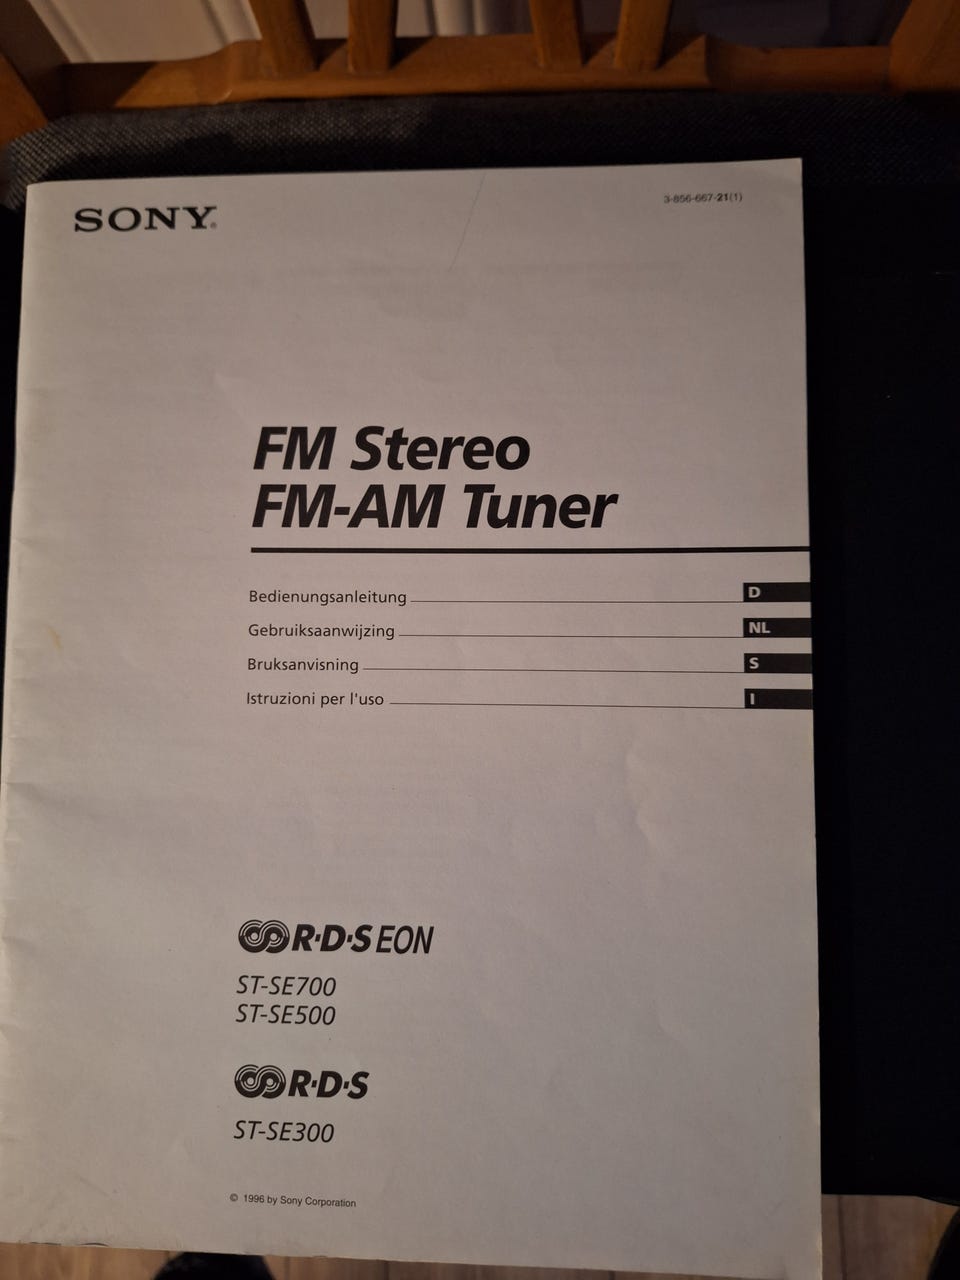 SONY®
3-856-667-21(1)
FM Stereo
FM-AM Tuner
Bedienungsanleitung D
Gebruiksaanwijzing NL
Bruksanvisning S
Istruzioni per l'uso I
R·D·S EON
ST-SE700
ST-SE500
R·D·S
ST-SE300
© 1996 by Sony Corporation